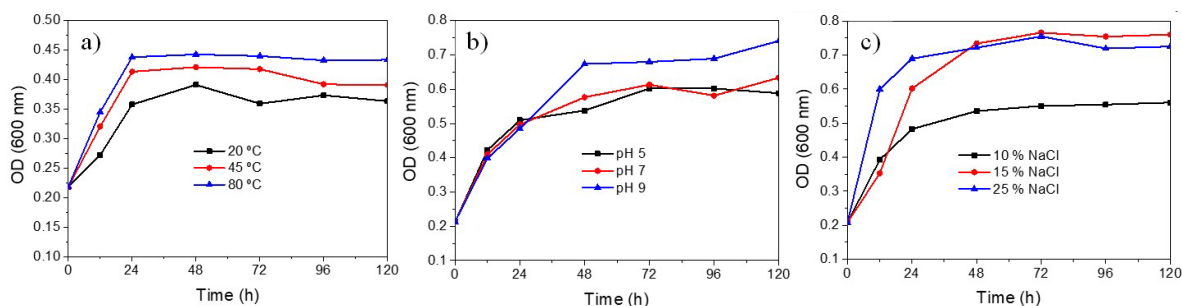 a)
0.50
0.45
0.40
0.35
0.30
0.25
0.20
0.15
0.10
OD (600 nm)
20 ºC
45 ºC
80 ºC
0 24 48 72 96 120
Time (h)
b)
0.8
0.7
0.6
0.5
0.4
0.3
0.2
0.1
OD (600 nm)
pH 5
pH 7
pH 9
0 24 48 72 96 120
Time (h)
c)
0.9
0.8
0.7
0.6
0.5
0.4
0.3
0.2
0.1
OD (600 nm)
10 % NaCl
15 % NaCl
25 % NaCl
0 24 48 72 96 120
Time (h)